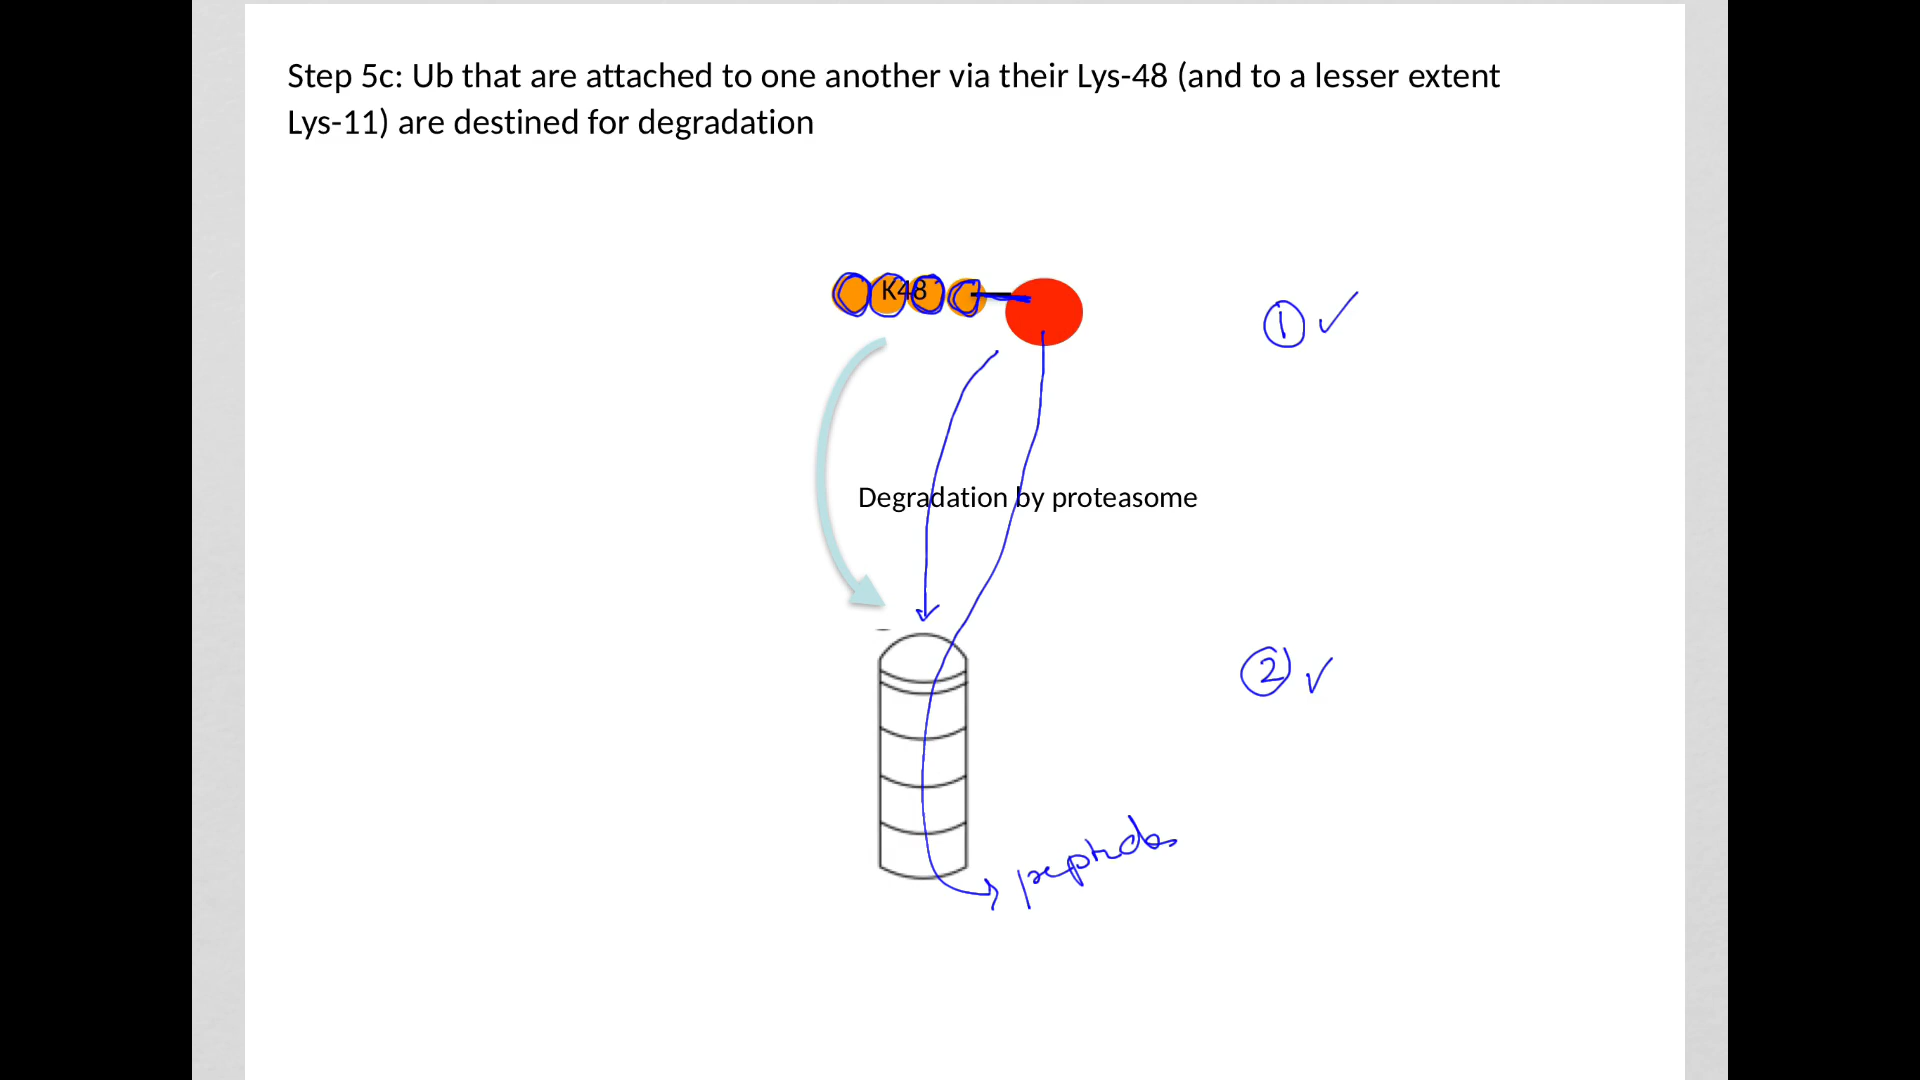 Step 5c: Ub that are attached to one another via their Lys-48 (and to a lesser extent
Lys-11) are destined for degradation
K48
① ✓
Degradation by proteasome
② ✓
peptides